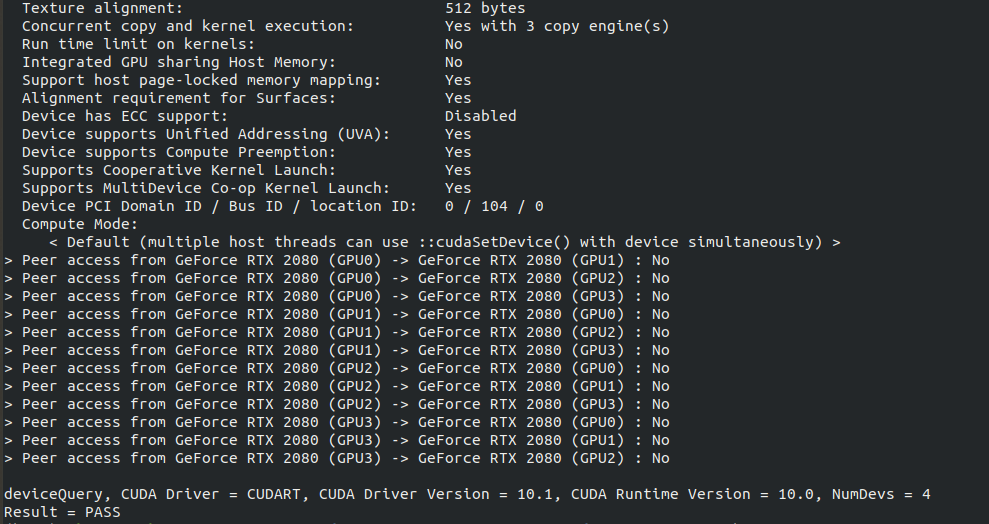 Texture alignment: 512 bytes
Concurrent copy and kernel execution: Yes with 3 copy engine(s)
Run time limit on kernels: No
Integrated GPU sharing Host Memory: No
Support host page-locked memory mapping: Yes
Alignment requirement for Surfaces: Yes
Device has ECC support: Disabled
Device supports Unified Addressing (UVA): Yes
Device supports Compute Preemption: Yes
Supports Cooperative Kernel Launch: Yes
Supports MultiDevice Co-op Kernel Launch: Yes
Device PCI Domain ID / Bus ID / location ID: 0 / 104 / 0
Compute Mode:
< Default (multiple host threads can use ::cudaSetDevice() with device simultaneously) >
> Peer access from GeForce RTX 2080 (GPU0) -> GeForce RTX 2080 (GPU1) : No
> Peer access from GeForce RTX 2080 (GPU0) -> GeForce RTX 2080 (GPU2) : No
> Peer access from GeForce RTX 2080 (GPU0) -> GeForce RTX 2080 (GPU3) : No
> Peer access from GeForce RTX 2080 (GPU1) -> GeForce RTX 2080 (GPU0) : No
> Peer access from GeForce RTX 2080 (GPU1) -> GeForce RTX 2080 (GPU2) : No
> Peer access from GeForce RTX 2080 (GPU1) -> GeForce RTX 2080 (GPU3) : No
> Peer access from GeForce RTX 2080 (GPU2) -> GeForce RTX 2080 (GPU0) : No
> Peer access from GeForce RTX 2080 (GPU2) -> GeForce RTX 2080 (GPU1) : No
> Peer access from GeForce RTX 2080 (GPU2) -> GeForce RTX 2080 (GPU3) : No
> Peer access from GeForce RTX 2080 (GPU3) -> GeForce RTX 2080 (GPU0) : No
> Peer access from GeForce RTX 2080 (GPU3) -> GeForce RTX 2080 (GPU1) : No
> Peer access from GeForce RTX 2080 (GPU3) -> GeForce RTX 2080 (GPU2) : No
deviceQuery, CUDA Driver = CUDART, CUDA Driver Version = 10.1, CUDA Runtime Version = 10.0, NumDevs = 4
Result = PASS